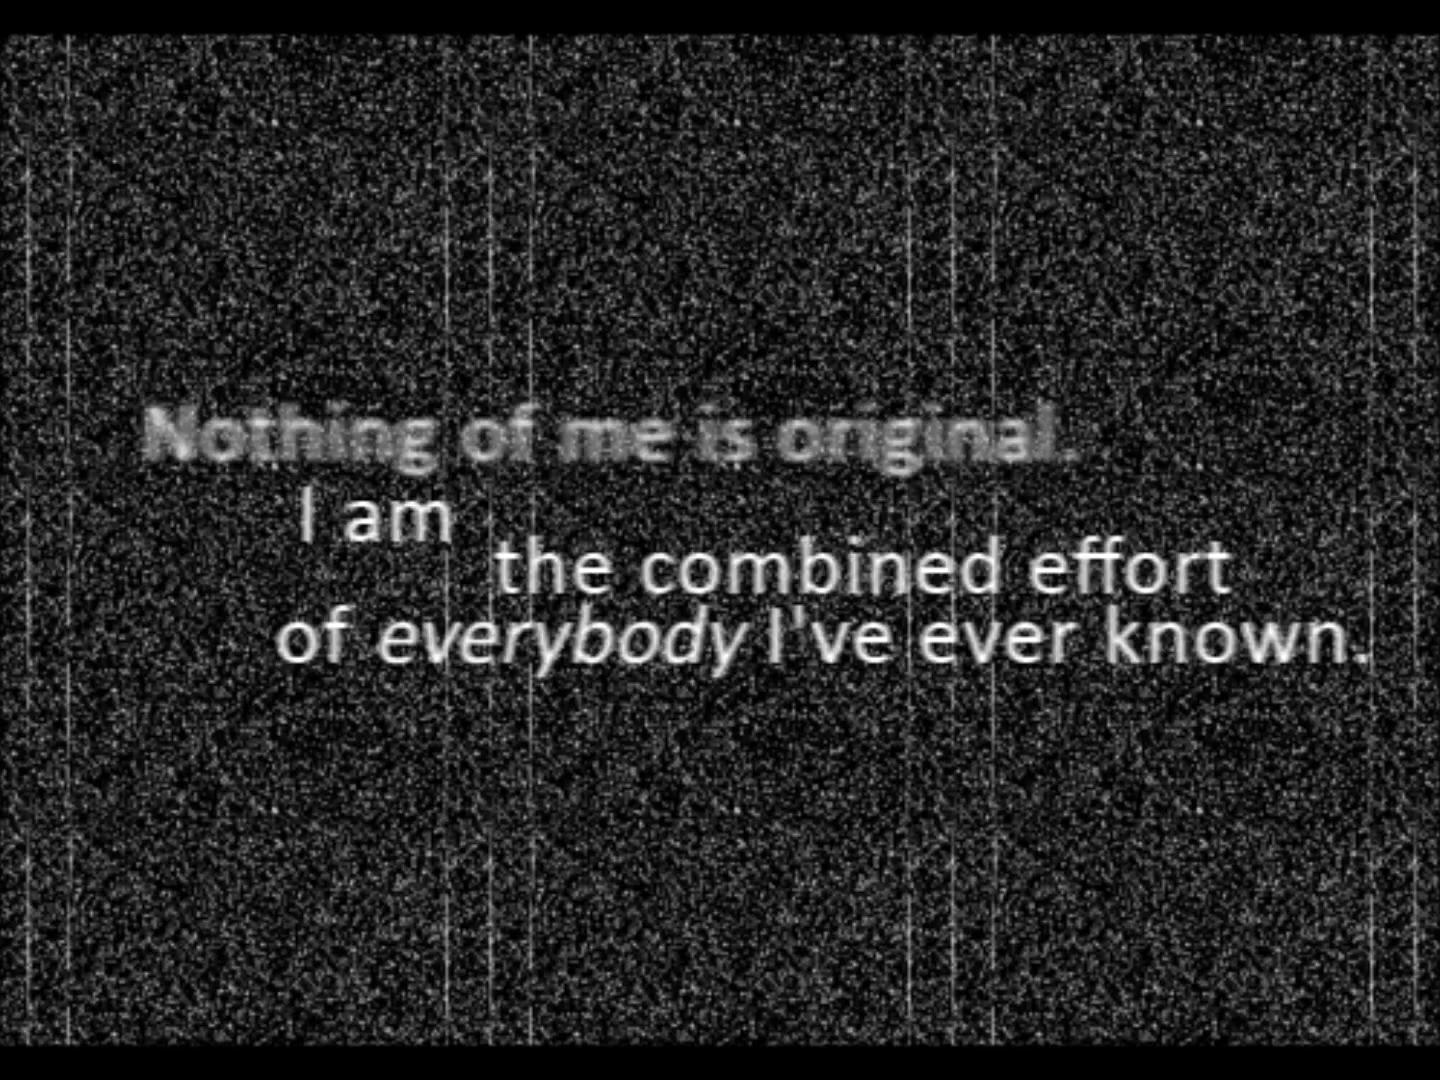 Nothing of me is original.
I am
the combined effort
of everybody I've ever known.